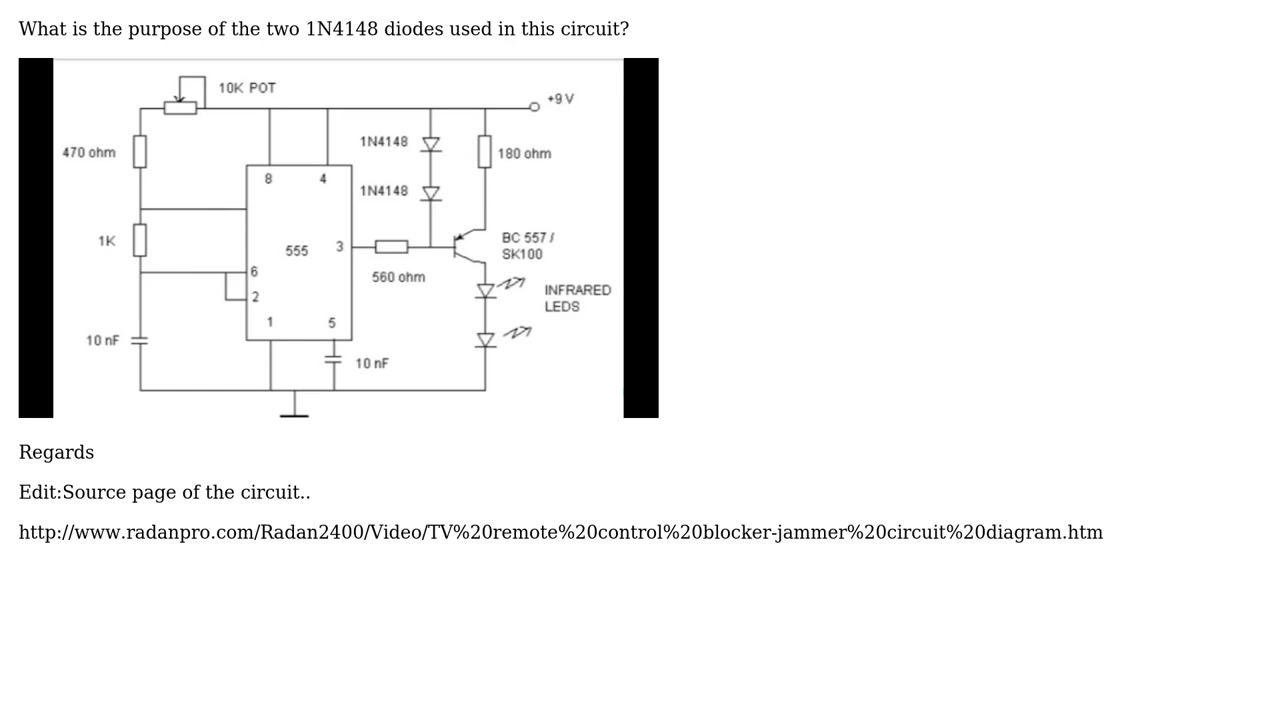 What is the purpose of the two 1N4148 diodes used in this circuit?
10K POT
+9 V
470 ohm
1N4148
180 ohm
8
4
1N4148
1K
555
3
BC 557 /
SK100
6
560 ohm
2
INFRARED
LEDS
1
5
10 nF
10 nF
Regards
Edit:Source page of the circuit..
http://www.radanpro.com/Radan2400/Video/TV%20remote%20control%20blocker-jammer%20circuit%20diagram.htm